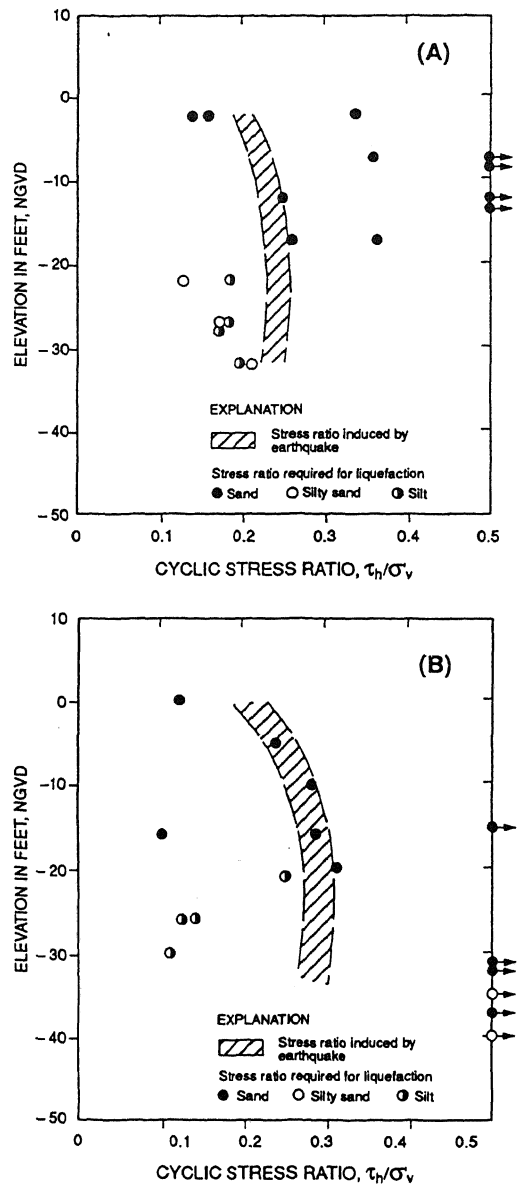 (A)
10
0
−10
−20
−30
−40
−50
ELEVATION IN FEET, NGVD
EXPLANATION
Stress ratio induced by
earthquake
Stress ratio required for liquefaction
Sand Silty sand Silt
0 0.1 0.2 0.3 0.4 0.5
CYCLIC STRESS RATIO, τh/σv
(B)
10
0
−10
−20
−30
−40
−50
ELEVATION IN FEET, NGVD
EXPLANATION
Stress ratio induced by
earthquake
Stress ratio required for liquefaction
Sand Silty sand Silt
0 0.1 0.2 0.3 0.4 0.5
CYCLIC STRESS RATIO, τh/σv